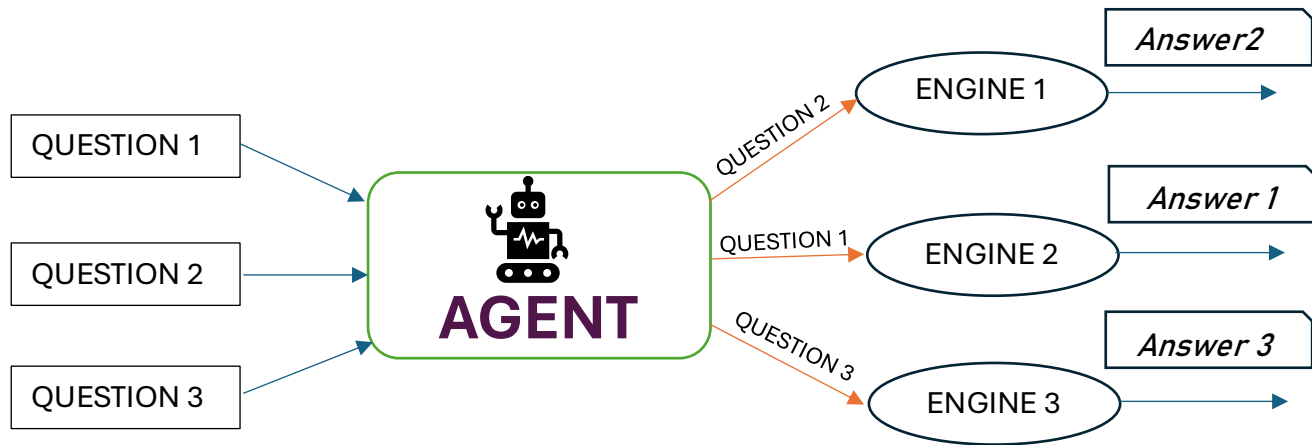 QUESTION 1
QUESTION 2
QUESTION 3
AGENT
QUESTION 2
QUESTION 1
QUESTION 3
ENGINE 1
ENGINE 2
ENGINE 3
Answer2
Answer 1
Answer 3